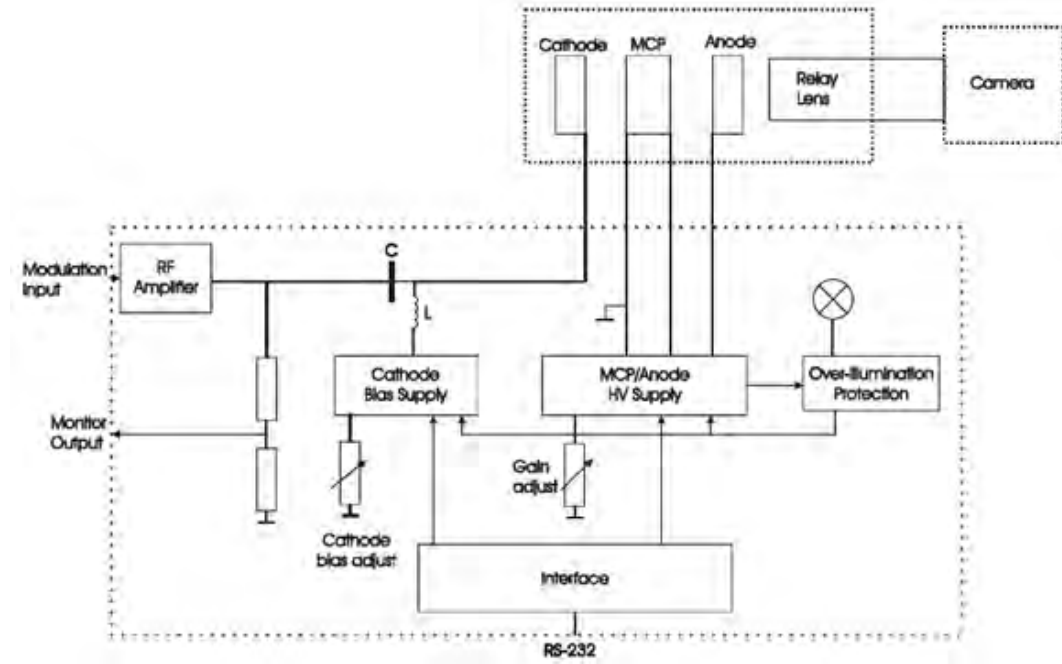 Cathode
MCP
Anode
Relay
Lens
Camera
Modulation
Input
RF
Amplifier
C
L
Cathode
Bias Supply
MCP/Anode
HV Supply
Over-illumination
Protection
Monitor
Output
Gain
adjust
Cathode
bias adjust
Interface
RS-232